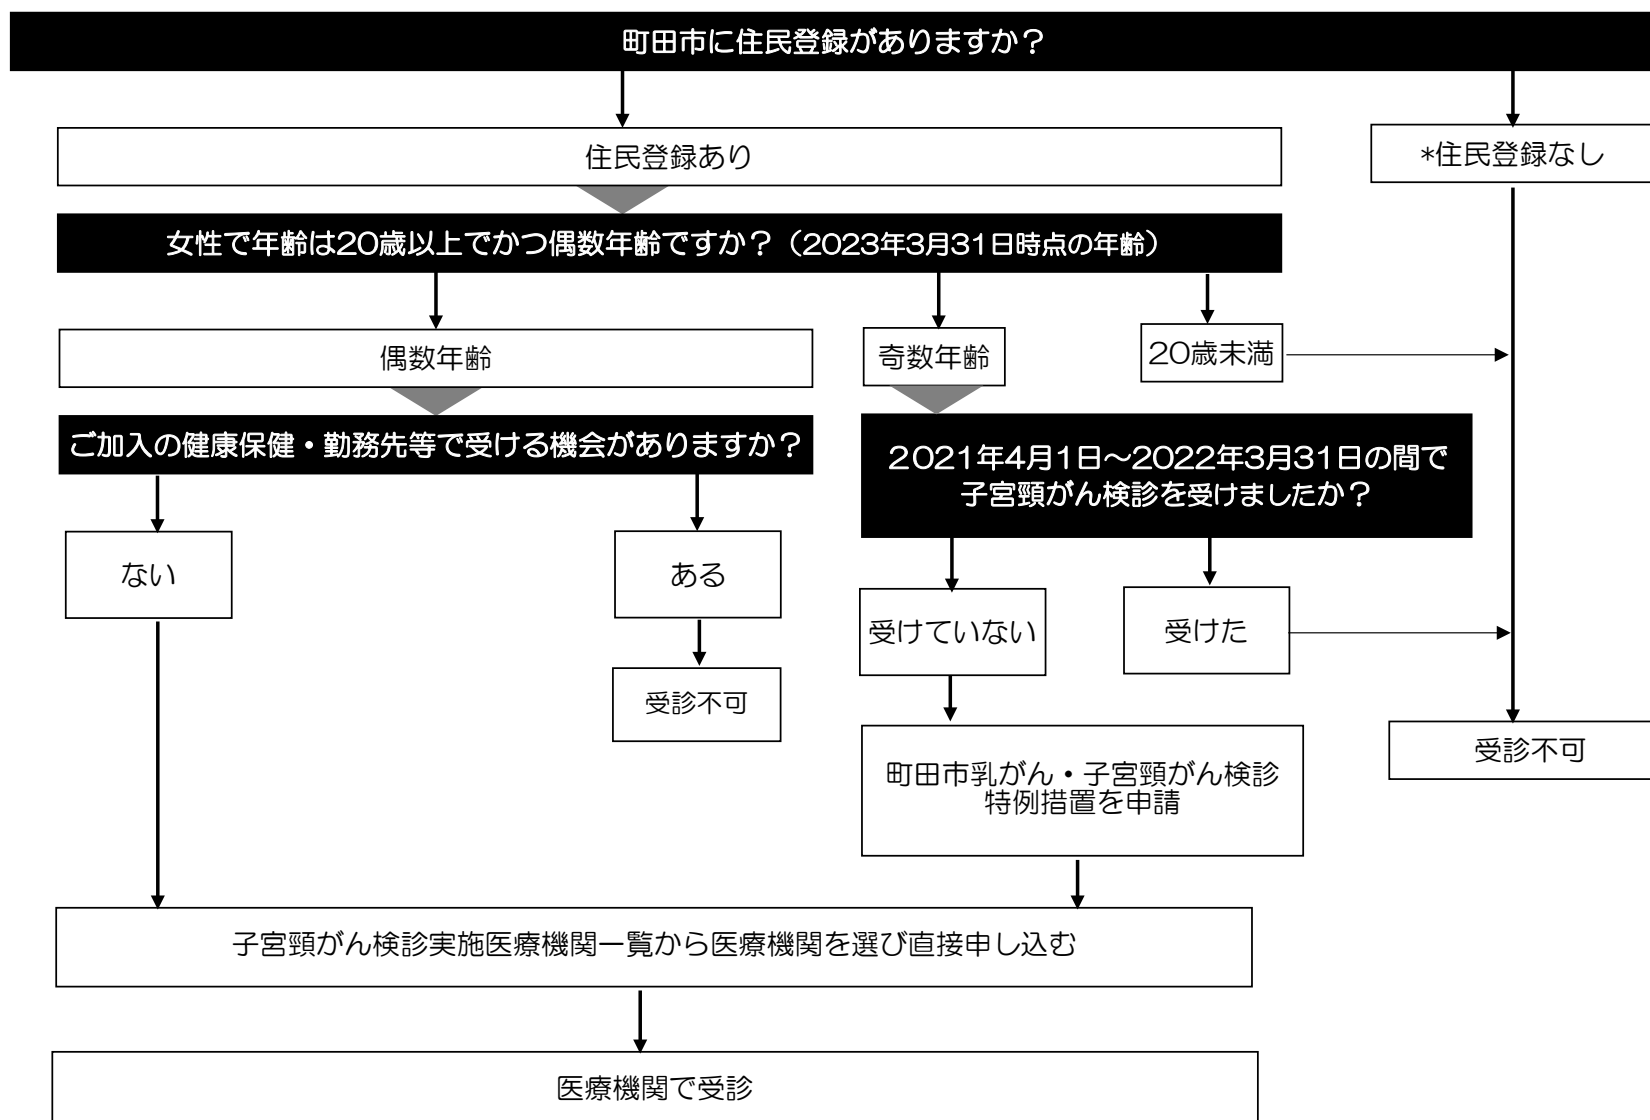 町田市に住民登録がありますか？
住民登録あり
*住民登録なし
女性で年齢は20歳以上でかつ偶数年齢ですか？（2023年3月31日時点の年齢）
偶数年齢
奇数年齢
20歳未満
ご加入の健康保健・勤務先等で受ける機会がありますか？
2021年4月1日～2022年3月31日の間で
子宮頸がん検診を受けましたか？
ない
ある
受けていない
受けた
受診不可
受診不可
町田市乳がん・子宮頸がん検診
特例措置を申請
子宮頸がん検診実施医療機関一覧から医療機関を選び直接申し込む
医療機関で受診